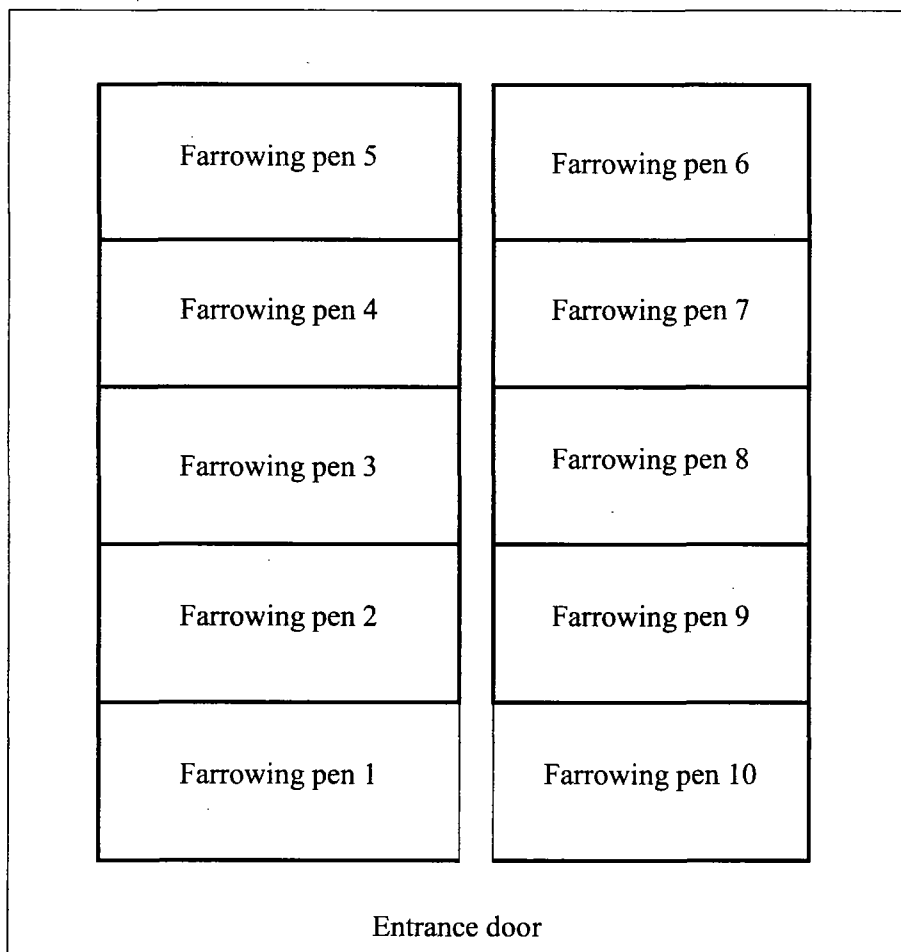 Farrowing pen 5
Farrowing pen 6
Farrowing pen 4
Farrowing pen 7
Farrowing pen 3
Farrowing pen 8
Farrowing pen 2
Farrowing pen 9
Farrowing pen 1
Farrowing pen 10
Entrance door